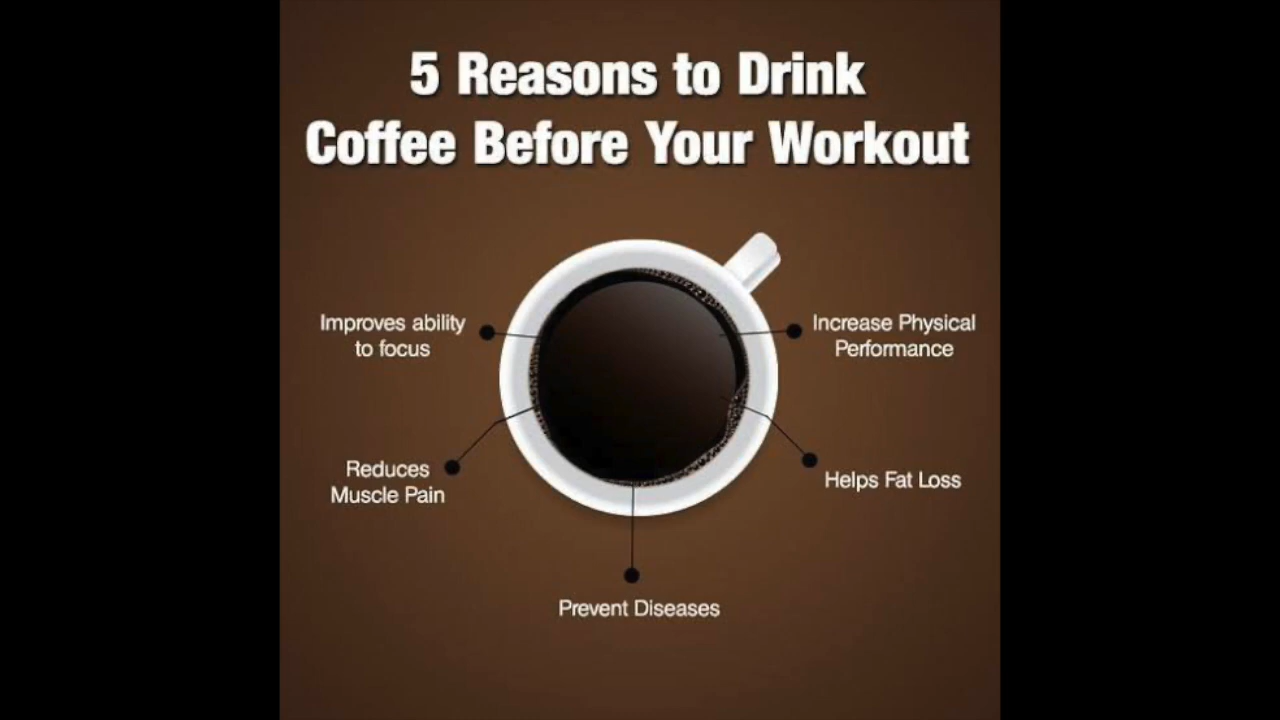 5 Reasons to Drink
Coffee Before Your Workout
Improves ability
to focus
Increase Physical
Performance
Reduces
Muscle Pain
Helps Fat Loss
Prevent Diseases